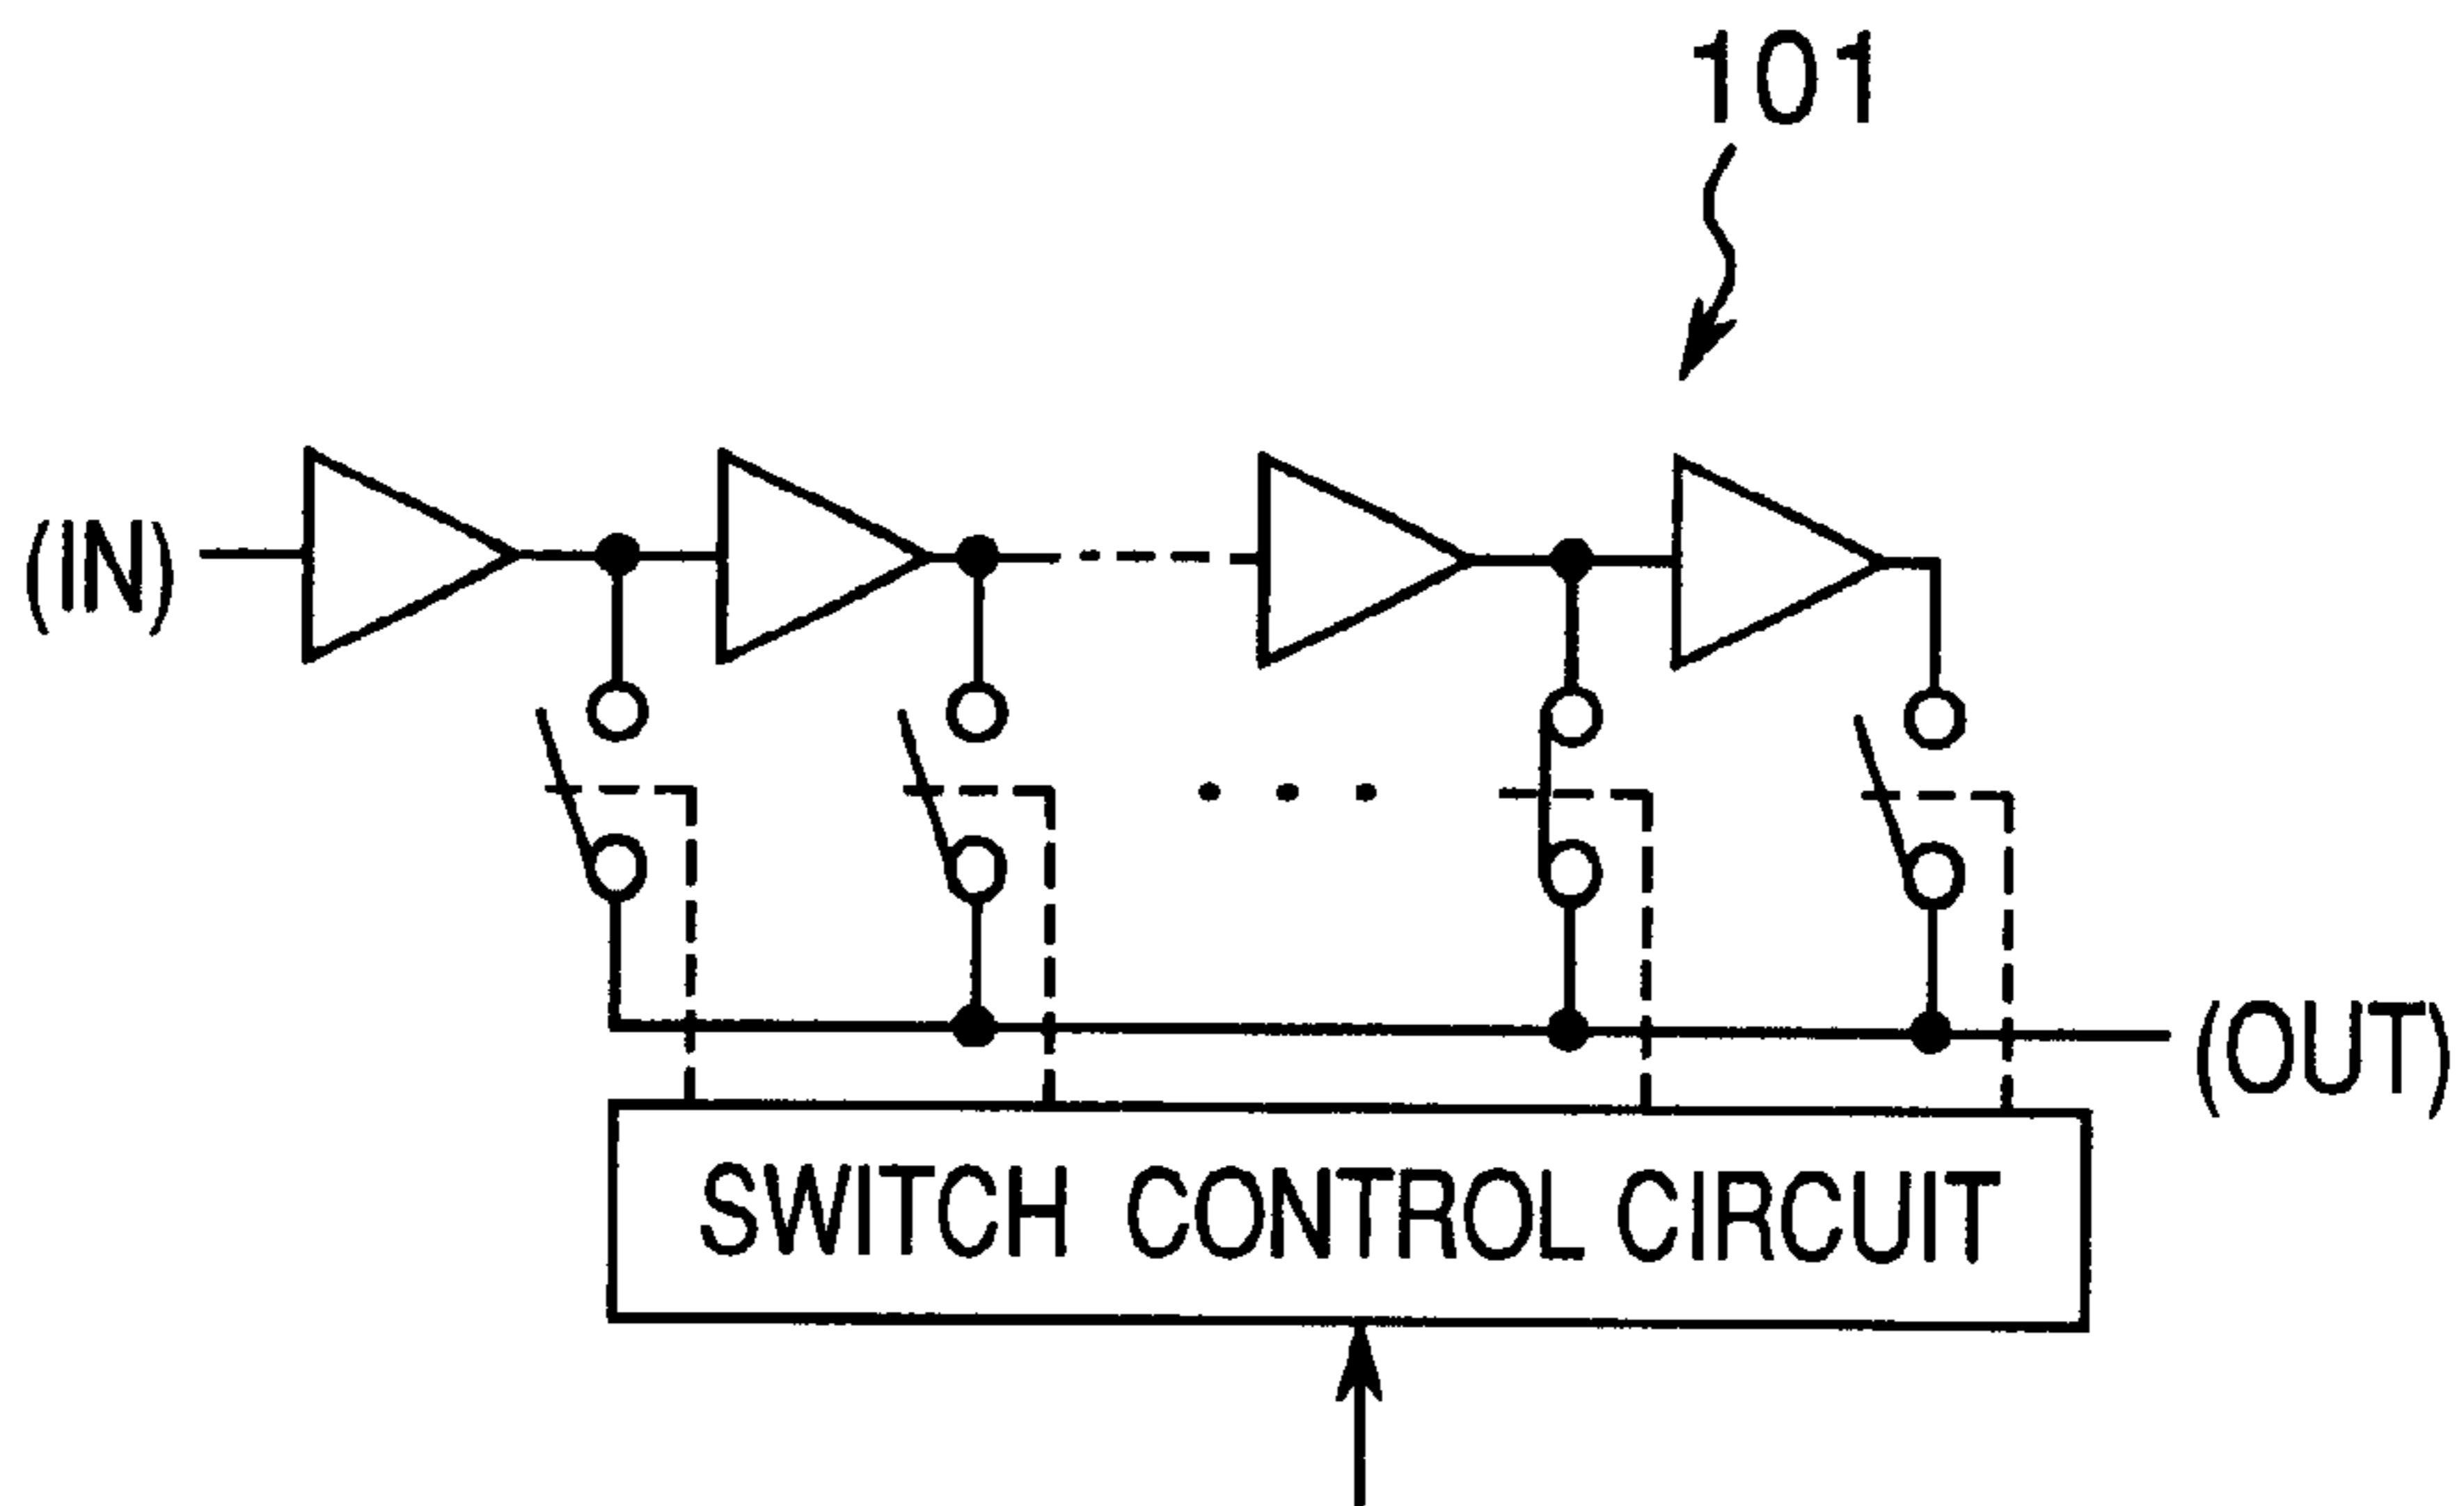 101
(IN)
(OUT)
SWITCH CONTROL CIRCUIT